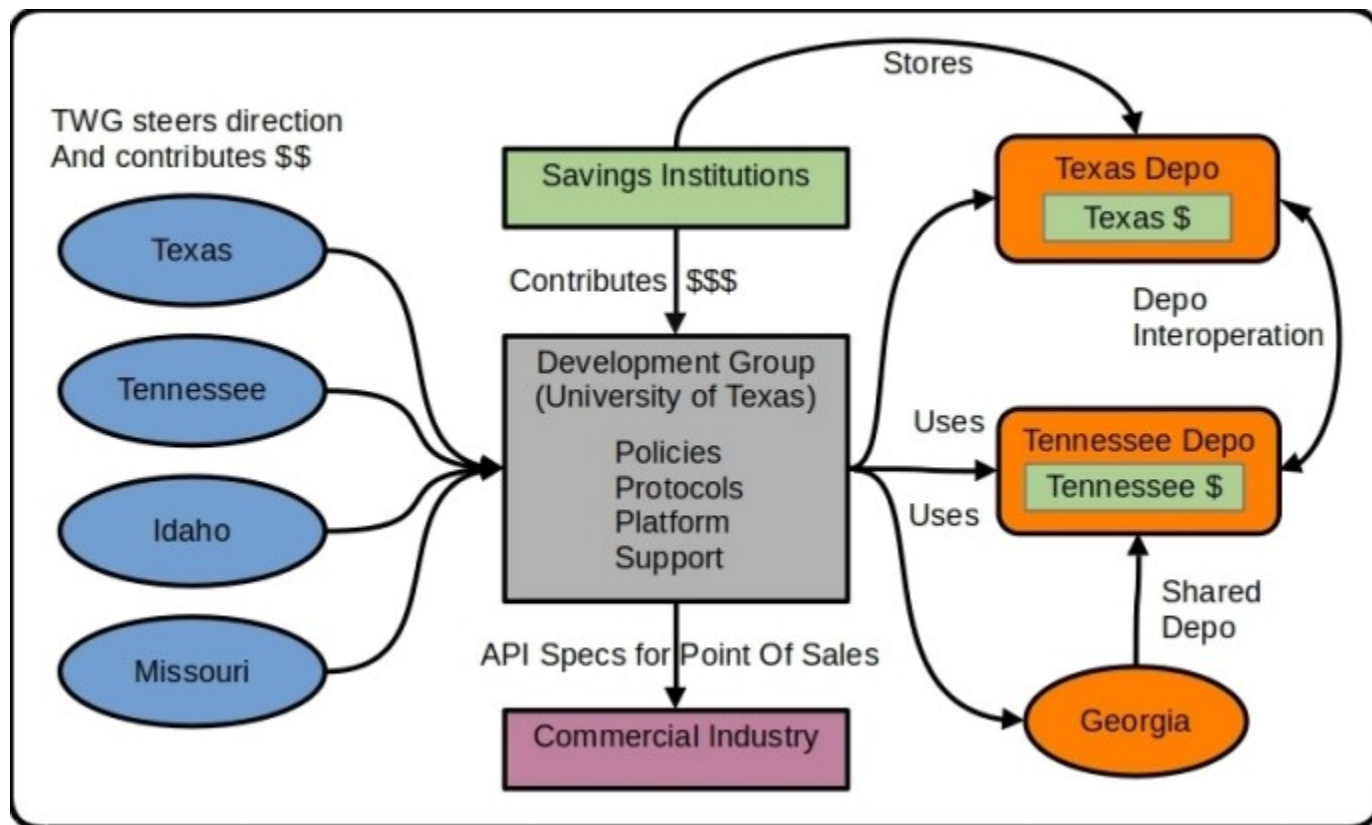 TWG steers direction
And contributes $$
Texas
Tennessee
Idaho
Missouri
Savings Institutions
Contributes $$$
Development Group
(University of Texas)
Policies
Protocols
Platform
Support
API Specs for Point Of Sales
Commercial Industry
Stores
Texas Depo
Texas $
Depo
Interoperation
Uses
Tennessee Depo
Tennessee $
Uses
Shared
Depo
Georgia